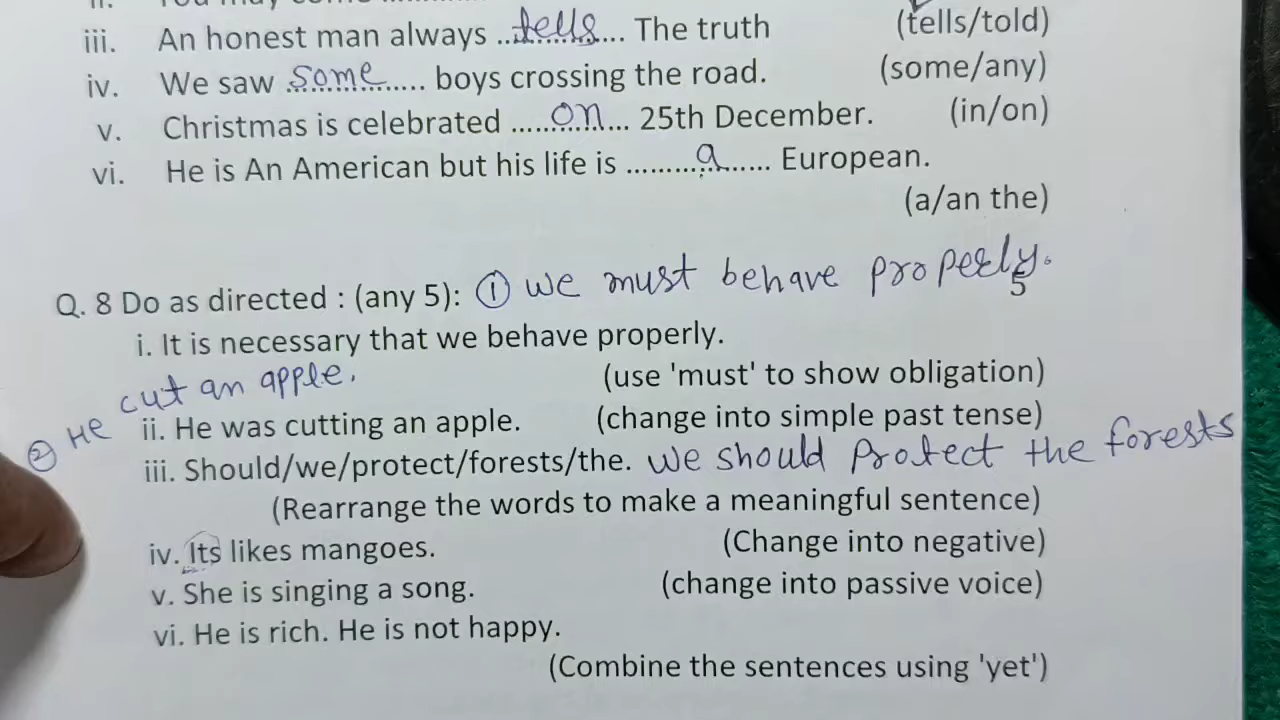 ii. You may come ............
iii. An honest man always ..tells.... The truth (tells/told)
iv. We saw some..... boys crossing the road. (some/any)
v. Christmas is celebrated .....on... 25th December. (in/on)
vi. He is An American but his life is ........a...... European.
(a/an the)
Q. 8 Do as directed : (any 5): ① We must behave properly. 5
i. It is necessary that we behave properly.
(use 'must' to show obligation)
② He cut an apple.
ii. He was cutting an apple. (change into simple past tense)
iii. Should/we/protect/forests/the. We should Protect the forests
(Rearrange the words to make a meaningful sentence)
iv. Its likes mangoes. (Change into negative)
v. She is singing a song. (change into passive voice)
vi. He is rich. He is not happy.
(Combine the sentences using 'yet')